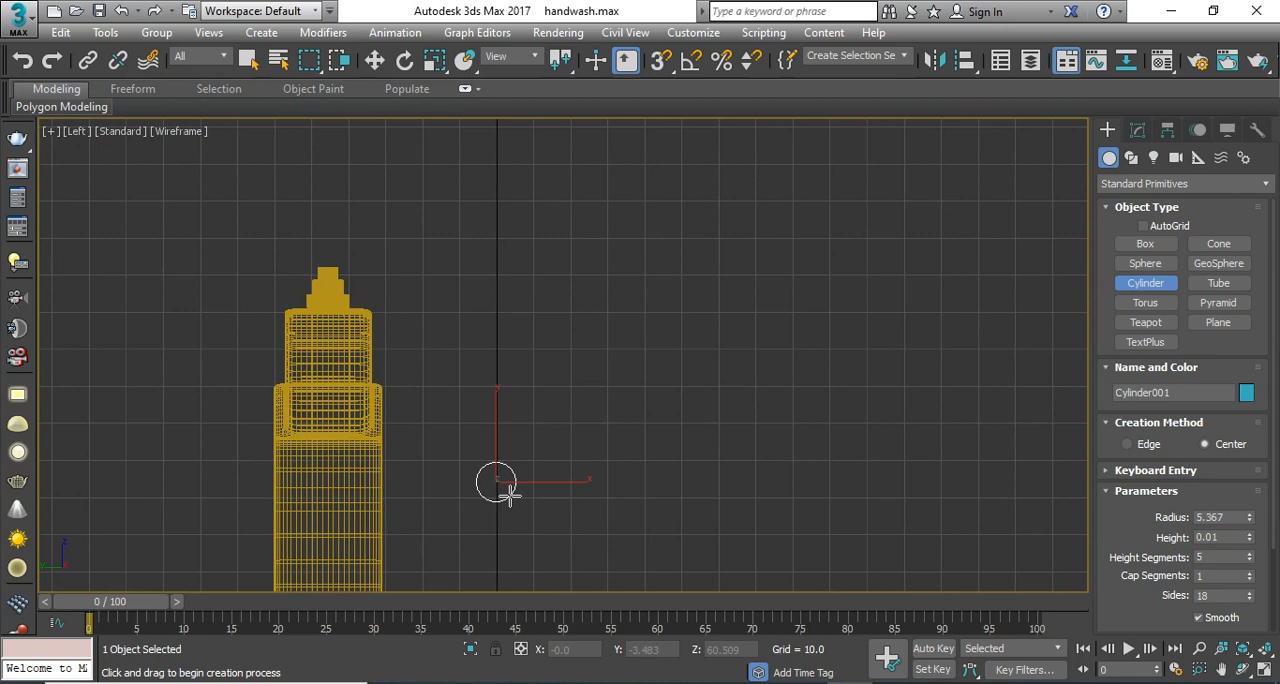 3 MAX Workspace: Default Autodesk 3ds Max 2017 handwash.max Type a keyword or phrase Sign In
Edit Tools Group Views Create Modifiers Animation Graph Editors Rendering Civil View Customize Scripting Content Help
All View Create Selection Se
Modeling Freeform Selection Object Paint Populate
Polygon Modeling
[+] [Left] [Standard] [Wireframe]
Standard Primitives
Object Type
AutoGrid
Box Cone
Sphere GeoSphere
Cylinder Tube
Torus Pyramid
Teapot Plane
TextPlus
Name and Color
Cylinder001
Creation Method
Edge Center
Keyboard Entry
Parameters
Radius: 5.367
Height: 0.01
Height Segments: 5
Cap Segments: 1
Sides: 18
Smooth
y
x
z
y x
< 0 / 100 >
0 5 10 15 20 25 30 35 40 45 50 55 60 65 70 75 80 85 90 95 100
1 Object Selected X: -0.0 Y: -3.483 Z: 60.509 Grid = 10.0 Auto Key Selected
Welcome to M Click and drag to begin creation process Add Time Tag Set Key Key Filters... 0